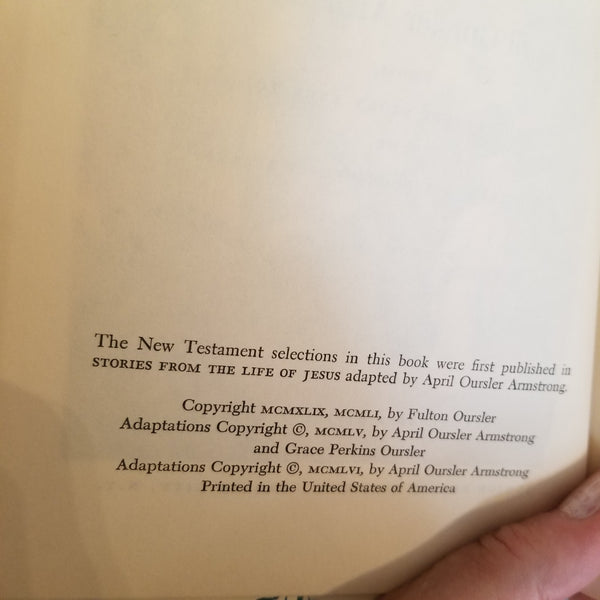 The New Testament selections in this book were first published in
STORIES FROM THE LIFE OF JESUS adapted by April Oursler Armstrong.
Copyright MCMXLIX, MCMLI, by Fulton Oursler
Adaptations Copyright ©, MCMLV, by April Oursler Armstrong
and Grace Perkins Oursler
Adaptations Copyright ©, MCMLVI, by April Oursler Armstrong
Printed in the United States of America